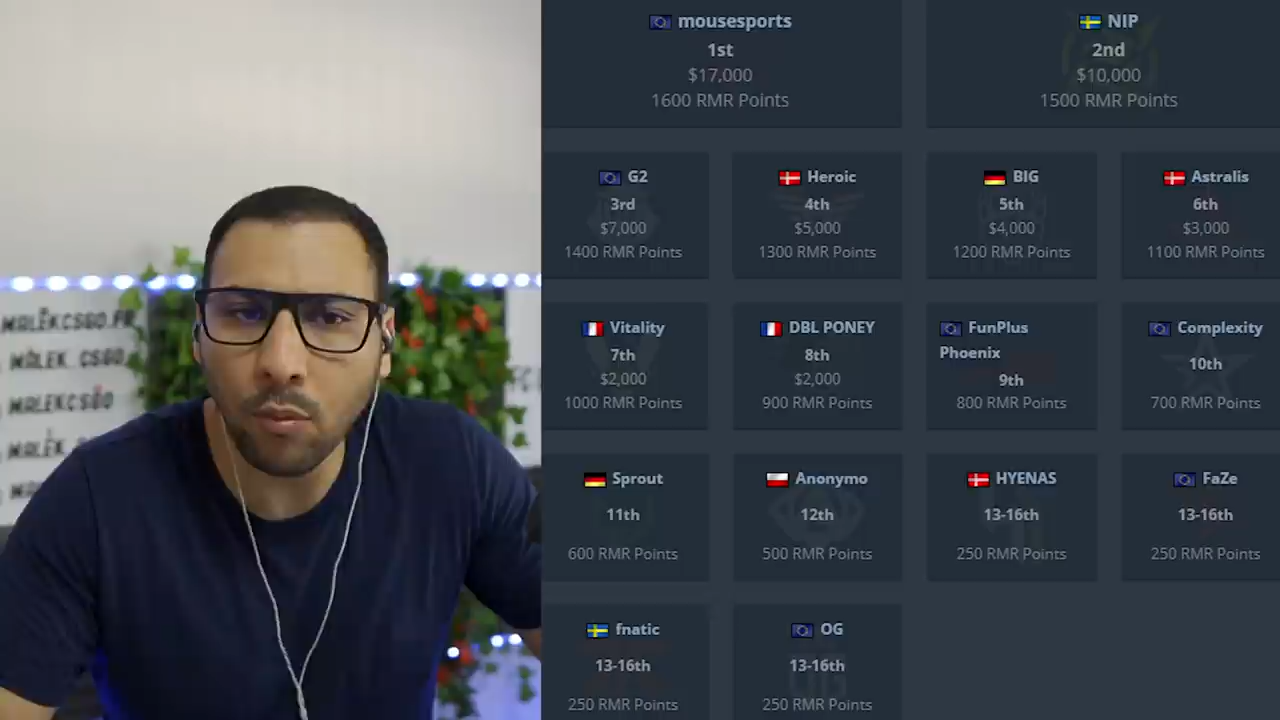 MALEKCSGO.FR
MALEK CSGO
MALEKCSGO
MALEK
mousesports
1st
$17,000
1600 RMR Points
NIP
2nd
$10,000
1500 RMR Points
G2
3rd
$7,000
1400 RMR Points
Heroic
4th
$5,000
1300 RMR Points
BIG
5th
$4,000
1200 RMR Points
Astralis
6th
$3,000
1100 RMR Points
Vitality
7th
$2,000
1000 RMR Points
DBL PONEY
8th
$2,000
900 RMR Points
FunPlus
Phoenix
9th
800 RMR Points
Complexity
10th
700 RMR Points
Sprout
11th
600 RMR Points
Anonymo
12th
500 RMR Points
HYENAS
13-16th
250 RMR Points
FaZe
13-16th
250 RMR Points
fnatic
13-16th
250 RMR Points
OG
13-16th
250 RMR Points